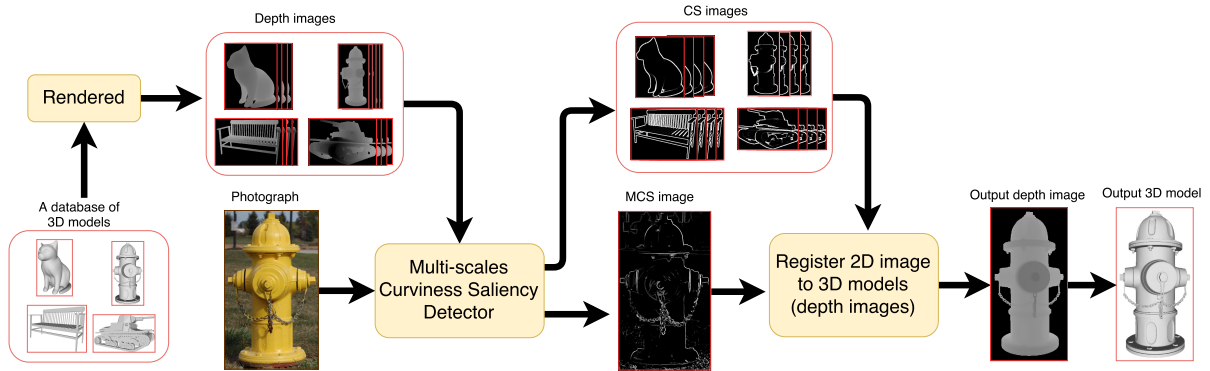 Depth images
CS images
Rendered
A database of
3D models
Photograph
Multi-scales
Curviness Saliency
Detector
MCS image
Register 2D image
to 3D models
(depth images)
Output depth image
Output 3D model